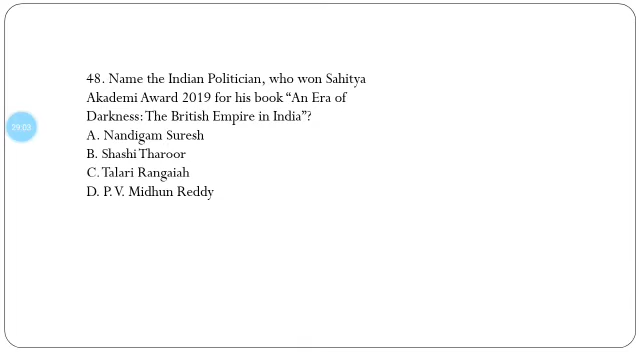 48. Name the Indian Politician, who won Sahitya
Akademi Award 2019 for his book “An Era of
Darkness: The British Empire in India”?
A. Nandigam Suresh
B. Shashi Tharoor
C. Talari Rangaiah
D. P. V. Midhun Reddy
29:03